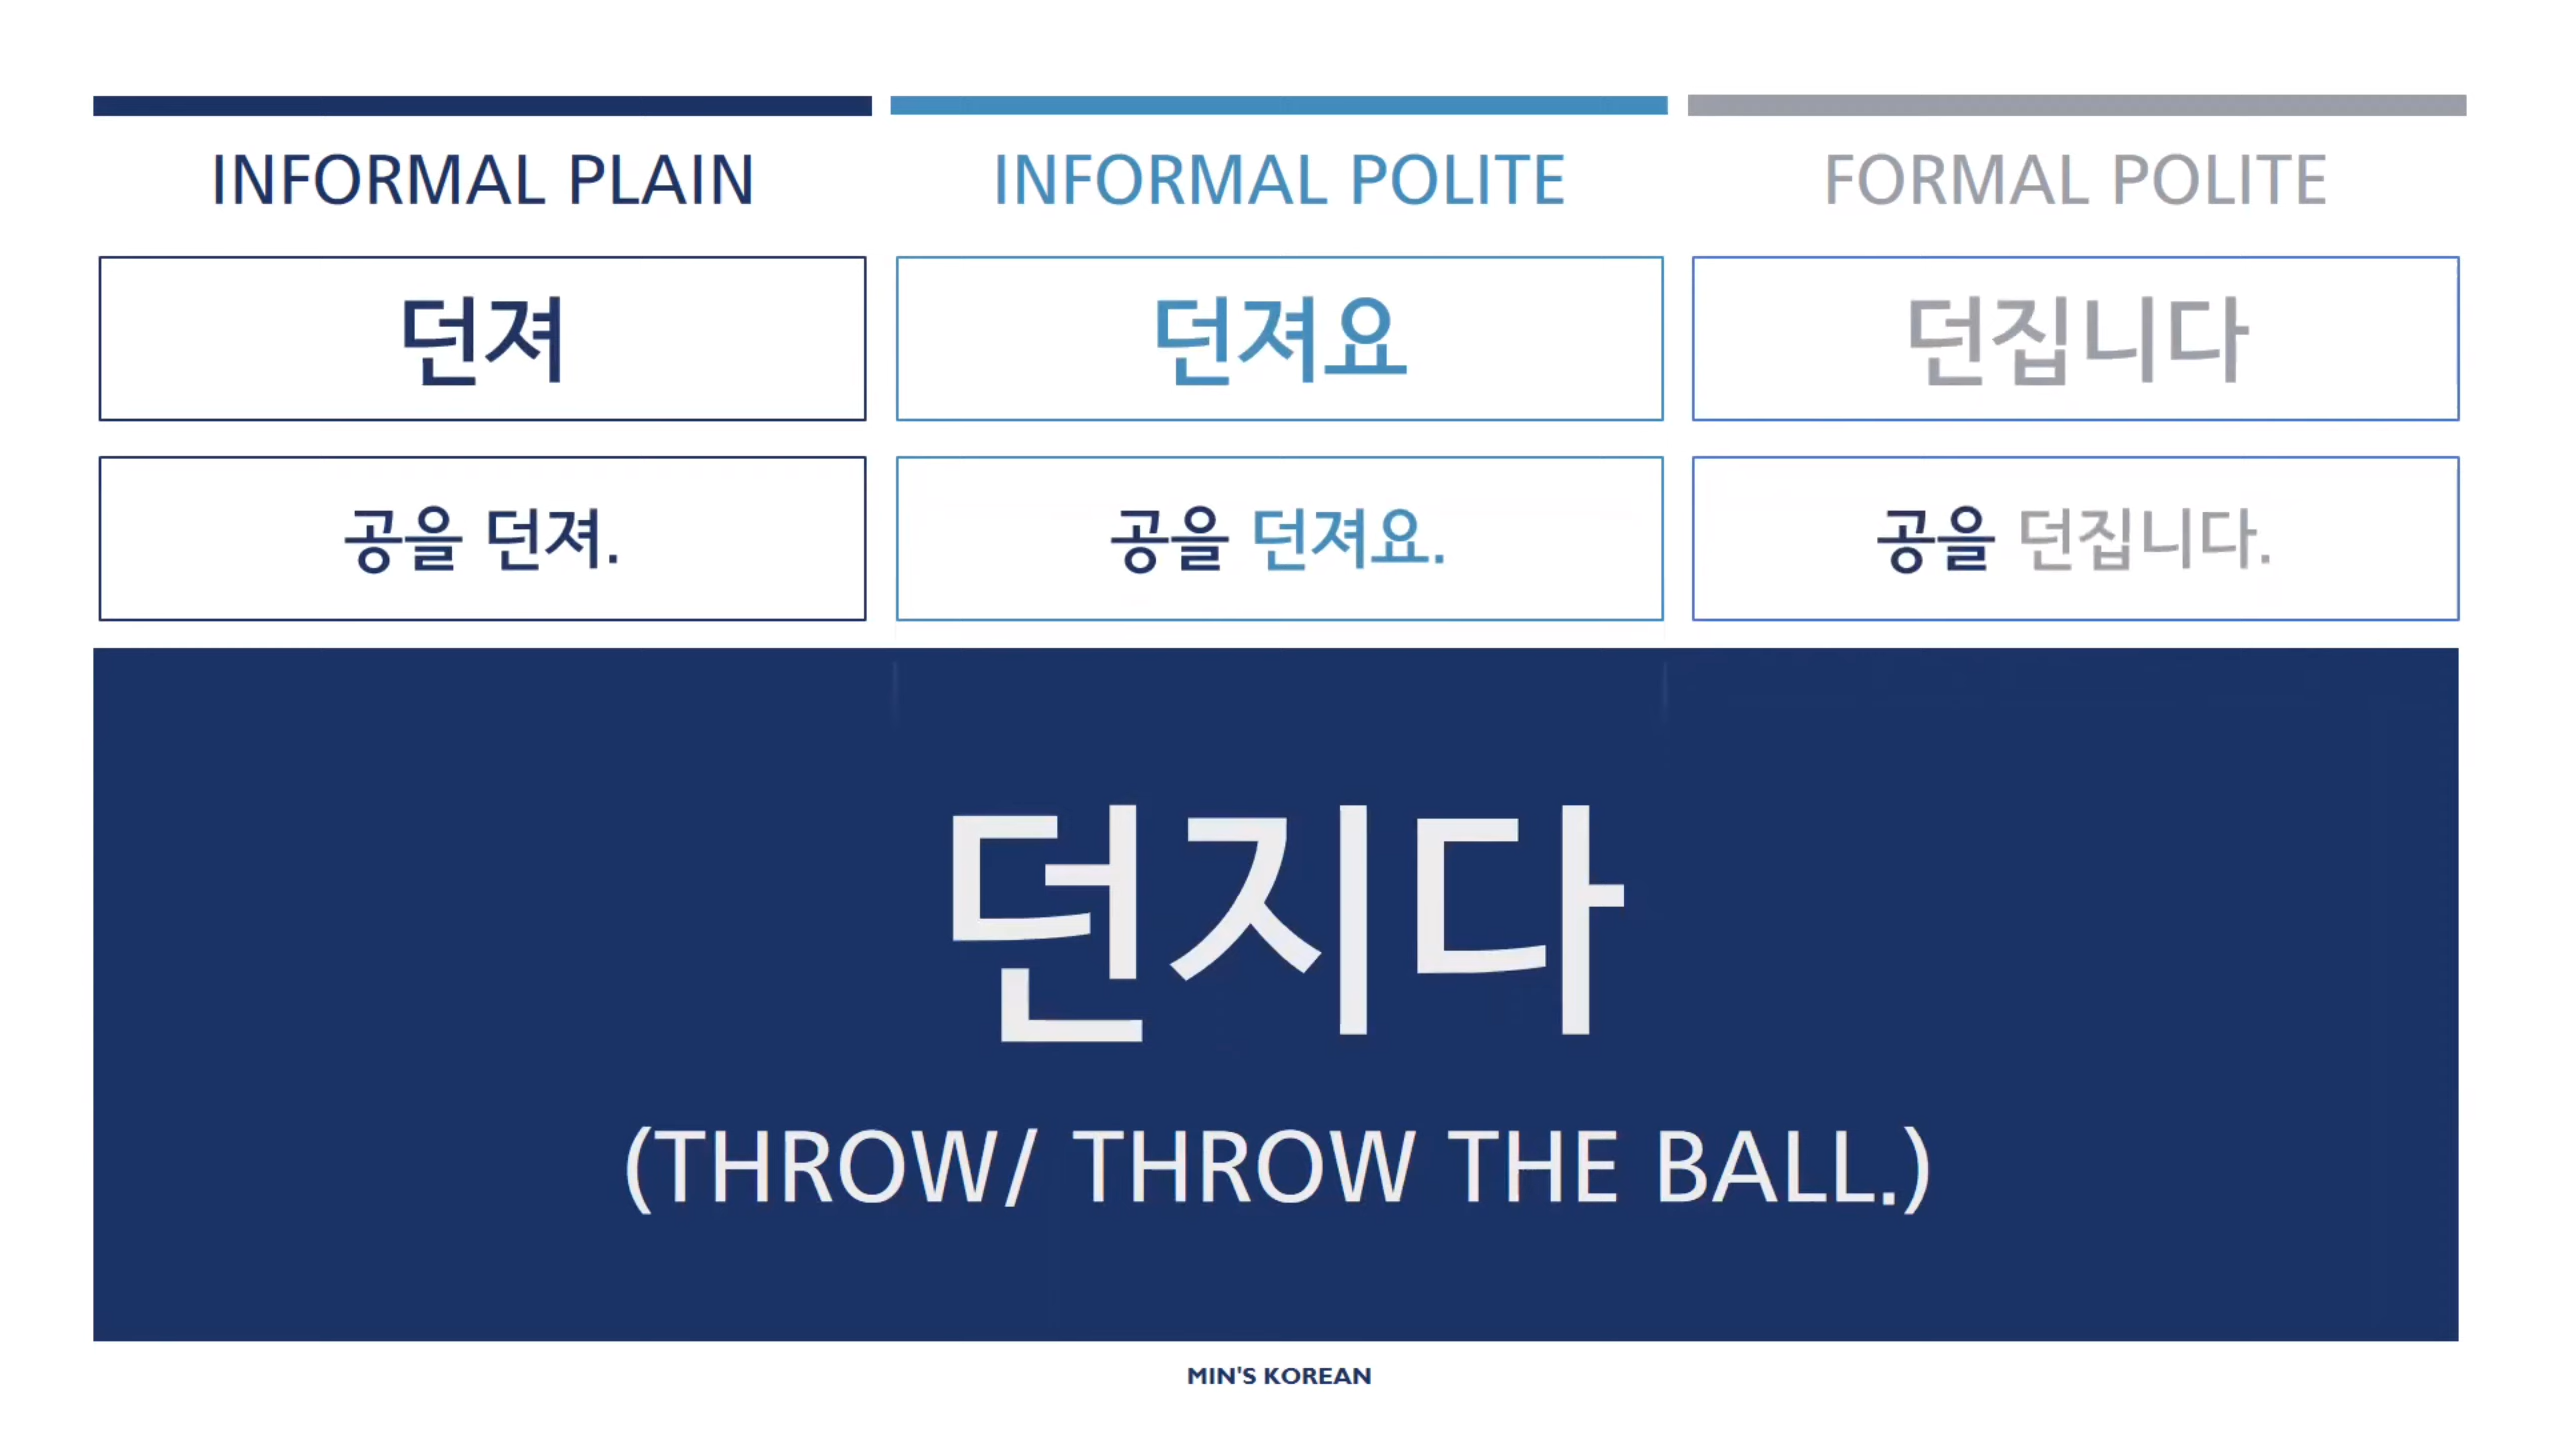 INFORMAL PLAIN
INFORMAL POLITE
FORMAL POLITE
던져
던져요
던집니다
공을 던져.
공을 던져요.
공을 던집니다.
던지다
(THROW/ THROW THE BALL.)
MIN'S KOREAN